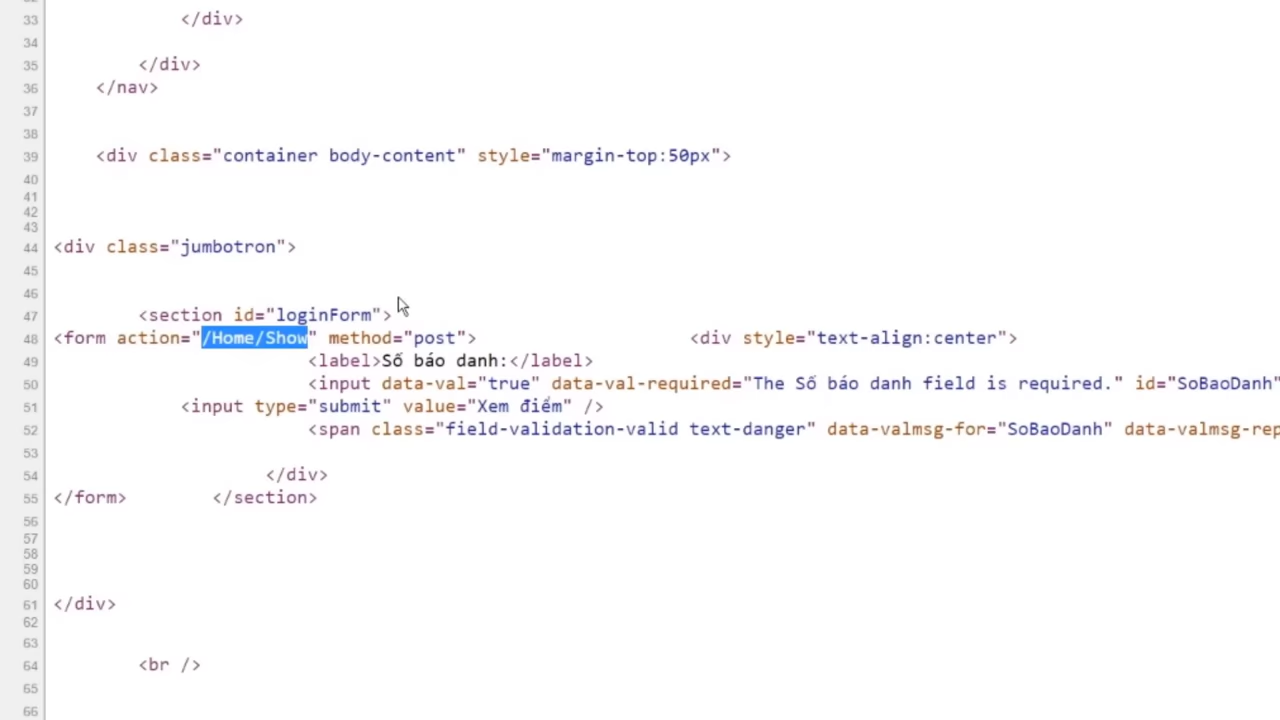 33 </div>
34
35 </div>
36 </nav>
37
38
39 <div class="container body-content" style="margin-top:50px">
40
41
42
43
44 <div class="jumbotron">
45
46
47 <section id="loginForm">
48 <form action="/Home/Show" method="post"> <div style="text-align:center">
49 <label>Số báo danh:</label>
50 <input data-val="true" data-val-required="The Số báo danh field is required." id="SoBaoDanh"
51 <input type="submit" value="Xem điểm" />
52 <span class="field-validation-valid text-danger" data-valmsg-for="SoBaoDanh" data-valmsg-rep
53
54 </div>
55 </form> </section>
56
57
58
59
60
61 </div>
62
63
64 <br />
65
66